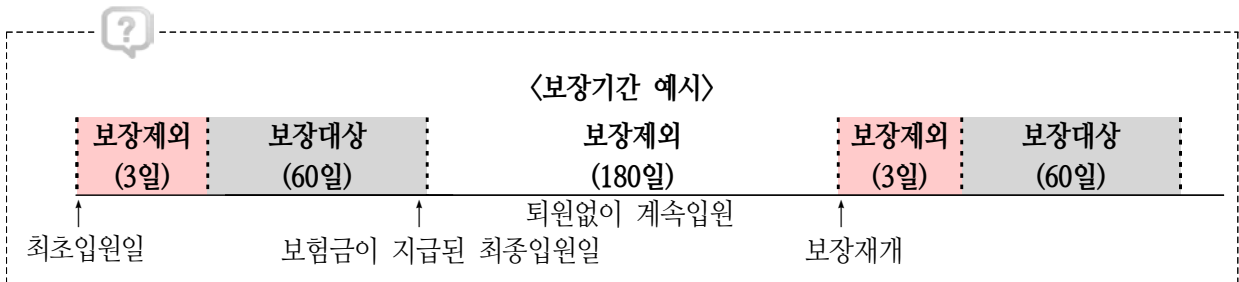 ?
〈보장기간 예시〉
보장제외 보장대상 보장제외 보장제외 보장대상
(3일) (60일) (180일) (3일) (60일)
퇴원없이 계속입원
최초입원일 보험금이 지급된 최종입원일 보장재개